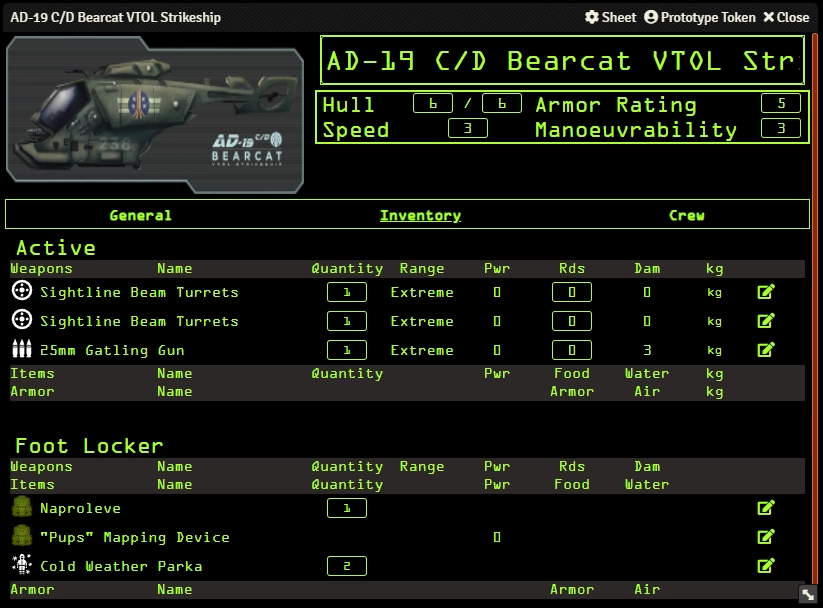 AD-19 C/D Bearcat VTOL Strikeship Sheet Prototype Token Close
238
AD-19 C/D
BEARCAT
VTOL STRIKESHIP
AD-19 C/D Bearcat VTOL Str
Hull 6 / 6 Armor Rating 5
Speed 3 Manoeuvrability 3
General Inventory Crew
Active
Weapons Name Quantity Range Pwr Rds Dam kg
Sightline Beam Turrets 1 Extreme 0 0 0 kg
Sightline Beam Turrets 1 Extreme 0 0 0 kg
25mm Gatling Gun 1 Extreme 0 0 3 kg
Items Name Quantity Pwr Food Water kg
Armor Name Armor Air kg
Foot Locker
Weapons Name Quantity Range Pwr Rds Dam
Items Name Quantity Pwr Food Water
Naproleve 1
"Pups" Mapping Device 0
Cold Weather Parka 2
Armor Name Armor Air